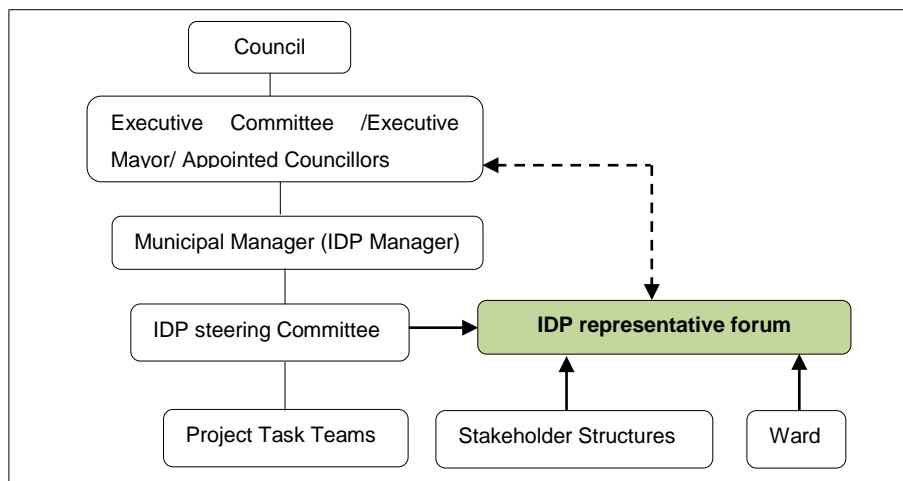 Council
Executive Committee /Executive
Mayor/ Appointed Councillors
Municipal Manager (IDP Manager)
IDP steering Committee
IDP representative forum
Project Task Teams
Stakeholder Structures
Ward